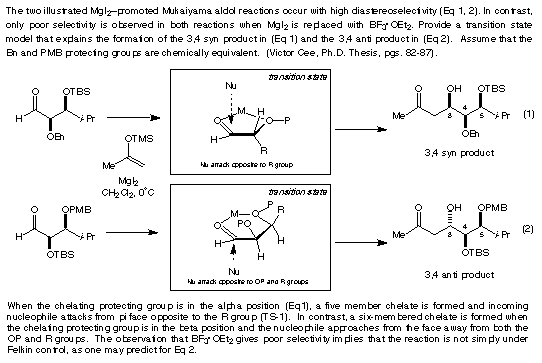 The two illustrated MgI2–promoted Mukaiyama aldol reactions occur with high diastereoselectivity (Eq 1, 2). In contrast,
only poor selectivity is observed in both reactions when MgI2 is replaced with BF3•OEt2. Provide a transition state
model that explains the formation of the 3,4 syn product in (Eq 1) and the 3,4 anti product in (Eq 2). Assume that the
Bn and PMB protecting groups are chemically equivalent. (Victor Cee, Ph.D. Thesis, pgs. 82-87).
transition state
Nu
M
H
O
O
P
H
R
Nu attack opposite to R group
O
OTBS
H
i-Pr
OBn
OTMS
Me
MgI2
CH2Cl2, 0°C
O
OH
OTBS
Me
3
4
5
i-Pr
OBn
(1)
3,4 syn product
transition state
P
M
O
R
PO
O
H
H
H
Nu
Nu attack opposite to OP and R groups
O
OPMB
H
i-Pr
OTBS
O
OH
OPMB
Me
3
4
5
i-Pr
OTBS
(2)
3,4 anti product
When the chelating protecting group is in the alpha position (Eq1), a five member chelate is formed and incoming
nucleophile attacks from pi face opposite to the R group (TS-1). In contrast, a six-membered chelate is formed when
the chelating protecting group is in the beta position and the nucleophile approaches from the face away from both the
OP and R groups. The observation that BF3•OEt2 gives poor selectivity implies that the reaction is not simply under
Felkin control, as one may predict for Eq 2.